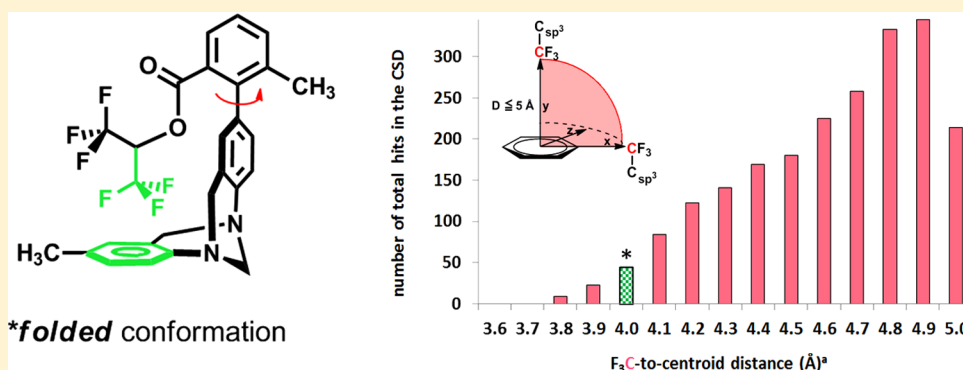 O
O
CH₃
F
F
F
F
F
F
N
N
H₃C
*folded conformation
number of total hits in the CSD
300
250
200
150
100
50
0
C sp³
CF₃
D ≦ 5 Å
y
z
x
CF₃
C sp³
*
3.6 3.7 3.8 3.9 4.0 4.1 4.2 4.3 4.4 4.5 4.6 4.7 4.8 4.9 5.0
F₃C-to-centroid distance (Å)ᵃ